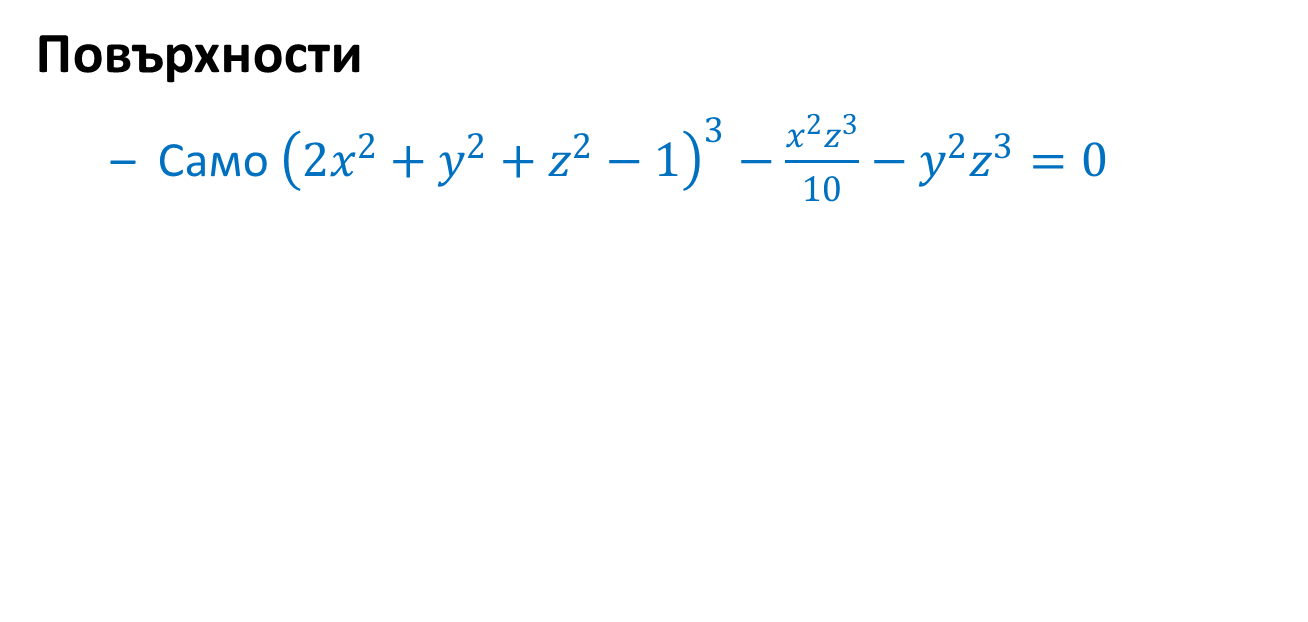 Повърхности
– Само (2x² + y² + z² − 1)³ − x²z³/10 − y²z³ = 0